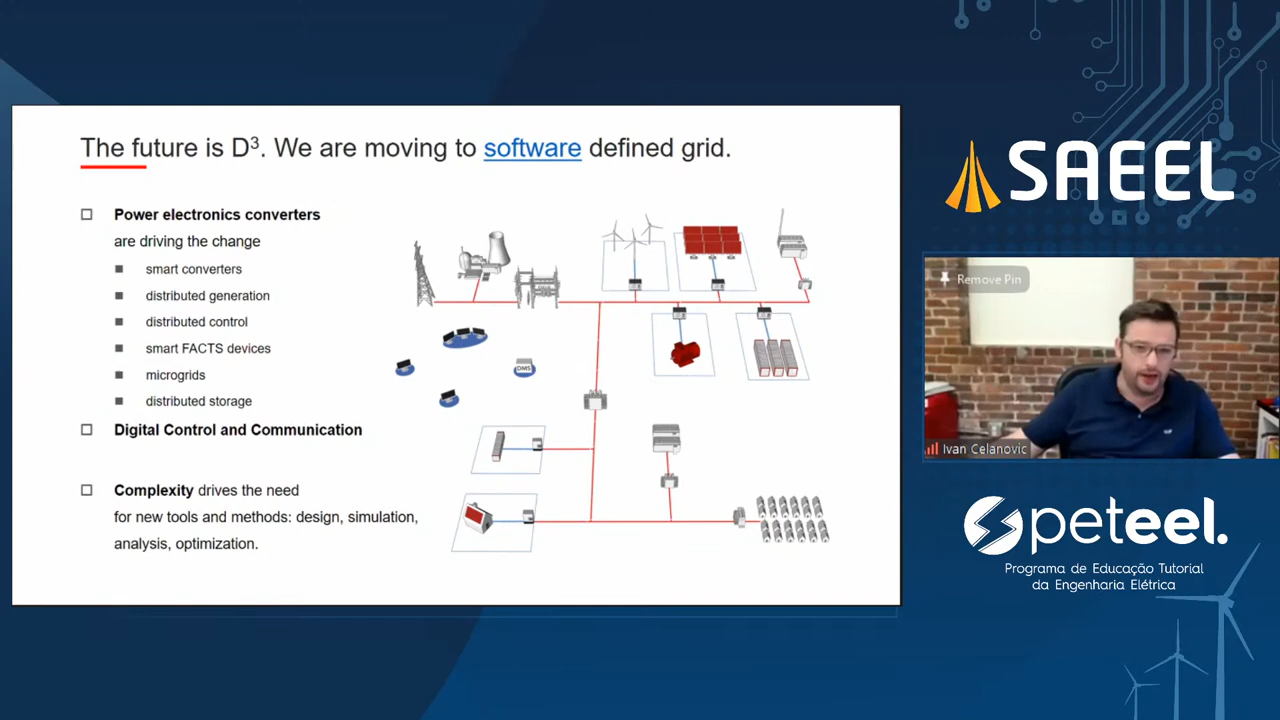 The future is D³. We are moving to software defined grid.
Power electronics converters
are driving the change
smart converters
distributed generation
distributed control
smart FACTS devices
microgrids
distributed storage
Digital Control and Communication
Complexity drives the need
for new tools and methods: design, simulation,
analysis, optimization.
DMS
SAEEL
Remove Pin
Ivan Celanovic
peteel.
Programa de Educação Tutorial
da Engenharia Elétrica